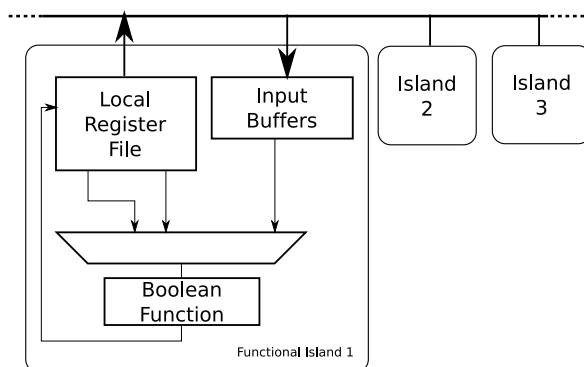 Local
Register
File
Input
Buffers
Island
2
Island
3
Boolean
Function
Functional Island 1